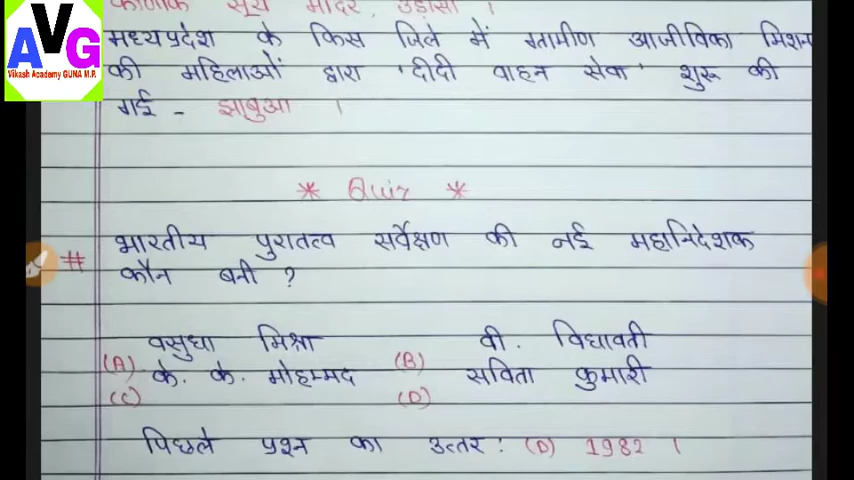 कोणार्क सूर्य मंदिर, उड़ीसा ।
AVG
Vikash Academy GUNA M.P.
मध्यप्रदेश के किस जिले में ग्रामीण आजीविका मिशन
की महिलाओं द्वारा 'दीदी वाहन सेवा' शुरू की
गई - झाबुआ ।
* Quiz *
# भारतीय पुरातत्व सर्वेक्षण की नई महानिदेशक
कौन बनी ?
(A) वसुधा मिश्रा (B) वी. विद्यावती
(C) के. के. मोहम्मद (D) सविता कुमारी
पिछले प्रश्न का उत्तर : (D) 1982 ।